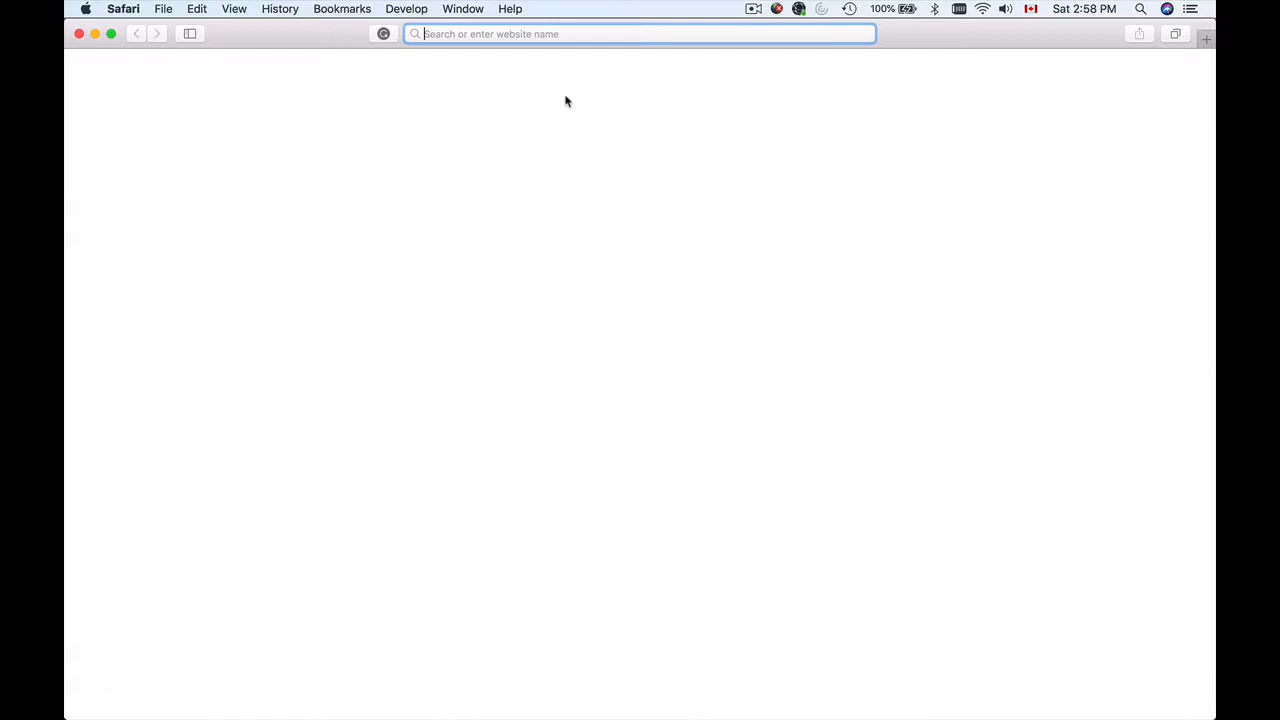 Safari File Edit View History Bookmarks Develop Window Help 100% Sat 2:58 PM
Search or enter website name